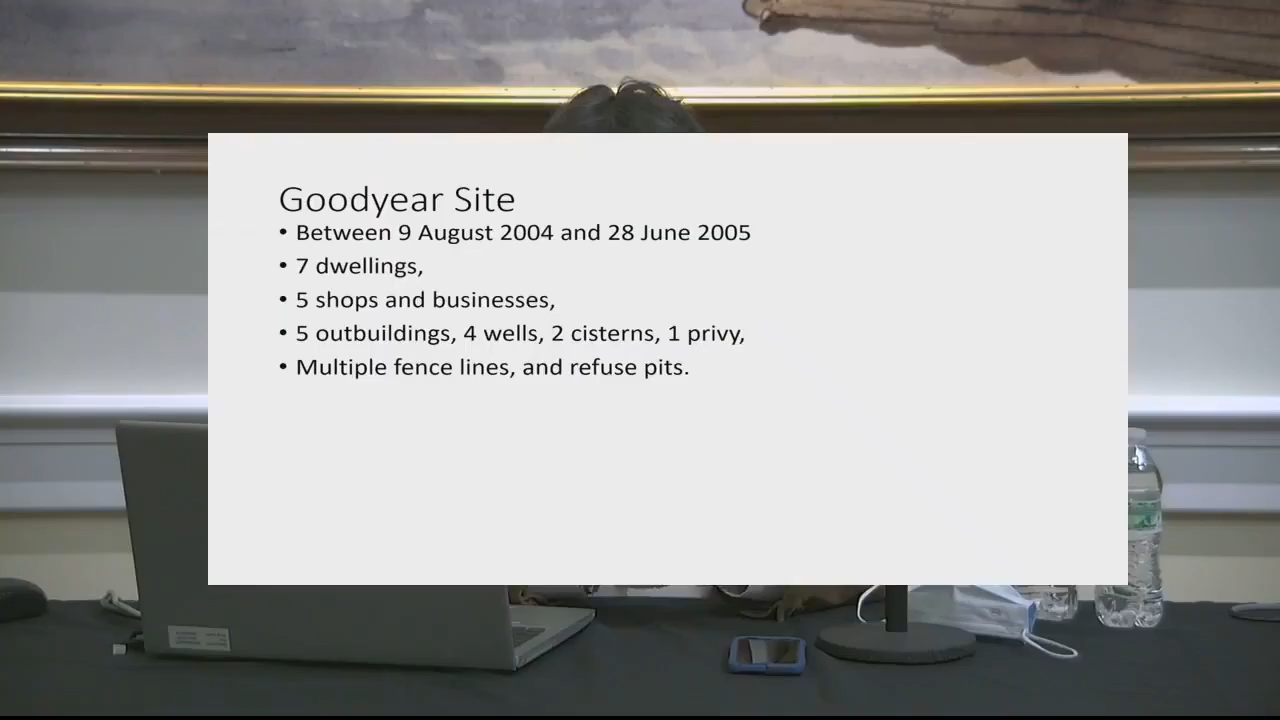 Goodyear Site
• Between 9 August 2004 and 28 June 2005
• 7 dwellings,
• 5 shops and businesses,
• 5 outbuildings, 4 wells, 2 cisterns, 1 privy,
• Multiple fence lines, and refuse pits.